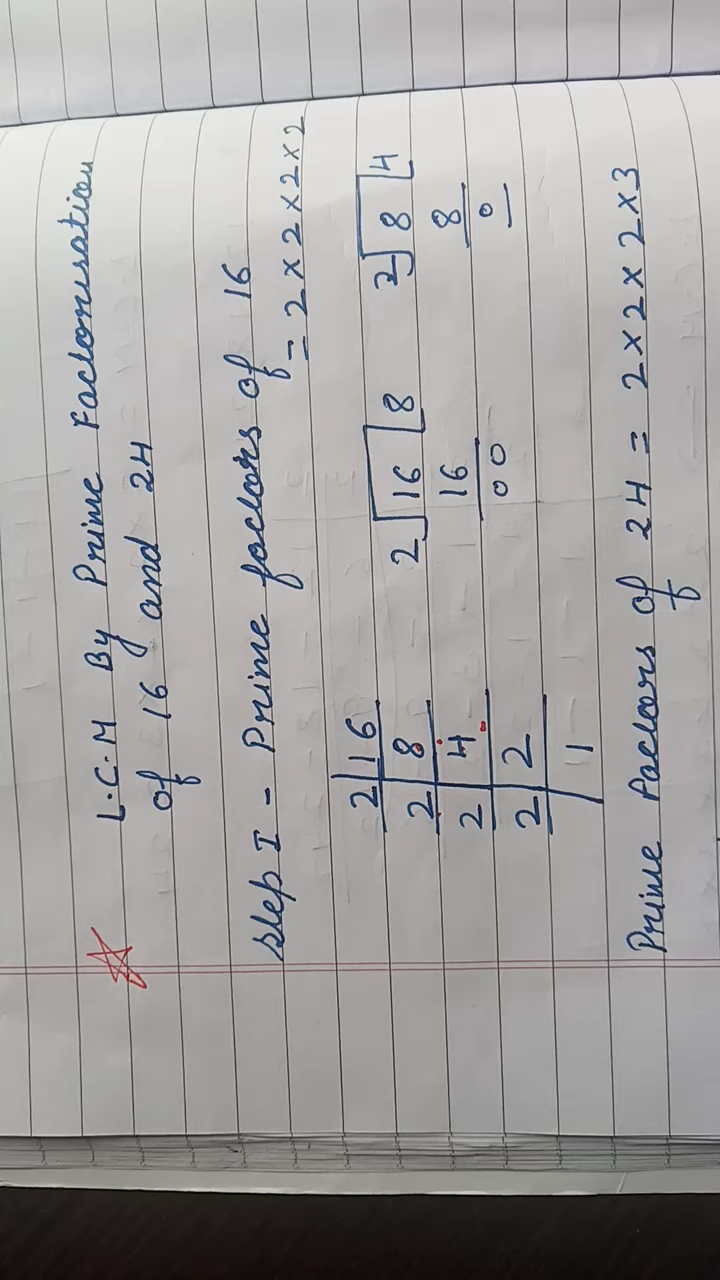 L.C.M By Prime Factorisation
of 16 and 24
Step I - Prime factors of 16
= 2 x 2 x 2 x 2
2 16
2 8
2 4
2 2
1
2 16 8
16
00
2 8 4
8
0
Prime Factors of 24 = 2 x 2 x 2 x 3